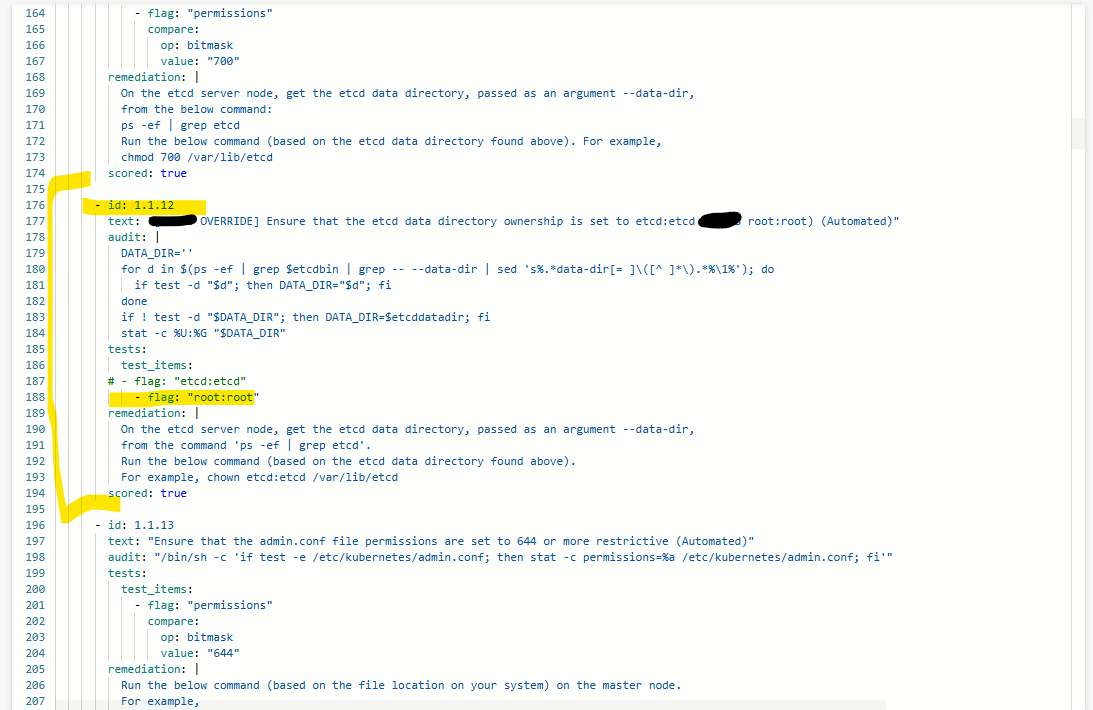 164 - flag: "permissions"
165 compare:
166 op: bitmask
167 value: "700"
168 remediation: |
169 On the etcd server node, get the etcd data directory, passed as an argument --data-dir,
170 from the below command:
171 ps -ef | grep etcd
172 Run the below command (based on the etcd data directory found above). For example,
173 chmod 700 /var/lib/etcd
174 scored: true
175
176 - id: 1.1.12
177 text: OVERRIDE] Ensure that the etcd data directory ownership is set to etcd:etcd root:root) (Automated)"
178 audit: |
179 DATA_DIR=''
180 for d in $(ps -ef | grep $etcdbin | grep -- --data-dir | sed 's%.*data-dir[= ]\([^ ]*\).*%\1%'); do
181 if test -d "$d"; then DATA_DIR="$d"; fi
182 done
183 if ! test -d "$DATA_DIR"; then DATA_DIR=$etcddatadir; fi
184 stat -c %U:%G "$DATA_DIR"
185 tests:
186 test_items:
187 # - flag: "etcd:etcd"
188 - flag: "root:root"
189 remediation: |
190 On the etcd server node, get the etcd data directory, passed as an argument --data-dir,
191 from the command 'ps -ef | grep etcd'.
192 Run the below command (based on the etcd data directory found above).
193 For example, chown etcd:etcd /var/lib/etcd
194 scored: true
195
196 - id: 1.1.13
197 text: "Ensure that the admin.conf file permissions are set to 644 or more restrictive (Automated)"
198 audit: "/bin/sh -c 'if test -e /etc/kubernetes/admin.conf; then stat -c permissions=%a /etc/kubernetes/admin.conf; fi'"
199 tests:
200 test_items:
201 - flag: "permissions"
202 compare:
203 op: bitmask
204 value: "644"
205 remediation: |
206 Run the below command (based on the file location on your system) on the master node.
207 For example,